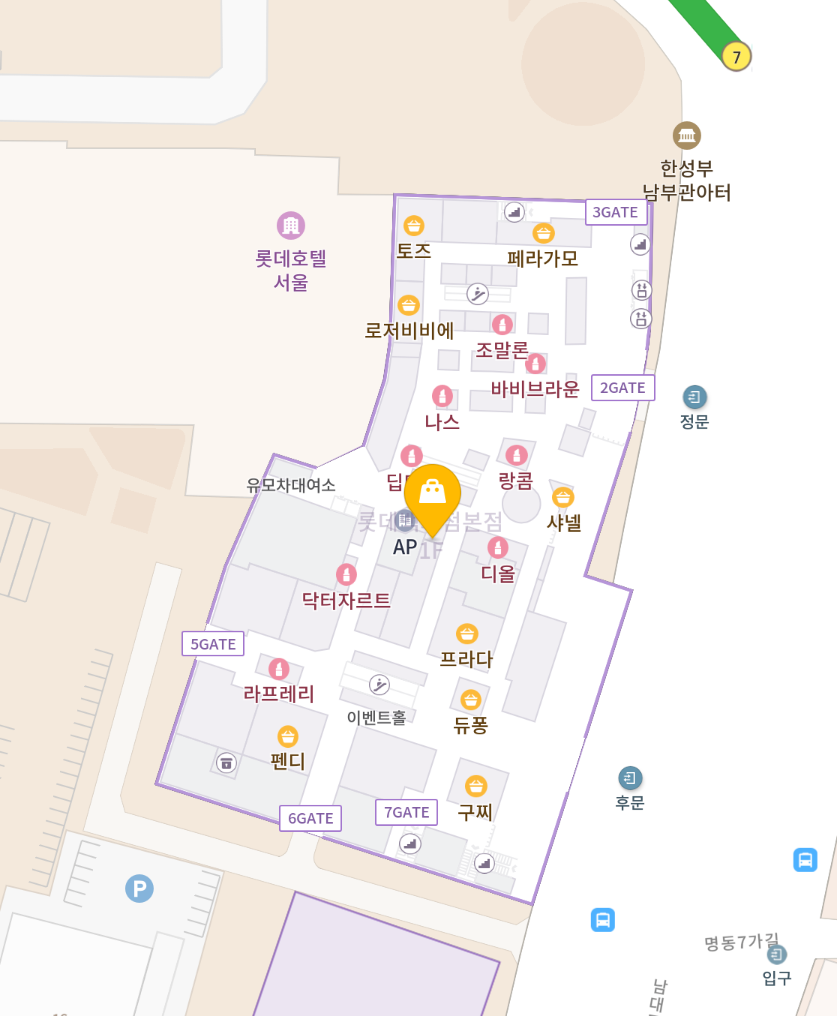 7
한성부
남부관아터
3GATE
롯데호텔
서울
토즈
페라가모
로저비비에
조말론
바비브라운
2GATE
정문
나스
랑콤
유모차대여소
샤넬
AP
1F
디올
닥터자르트
5GATE
프라다
라프레리
이벤트홀
듀퐁
펜디
후문
구찌
7GATE
6GATE
P
명동7가길
입구
남
대